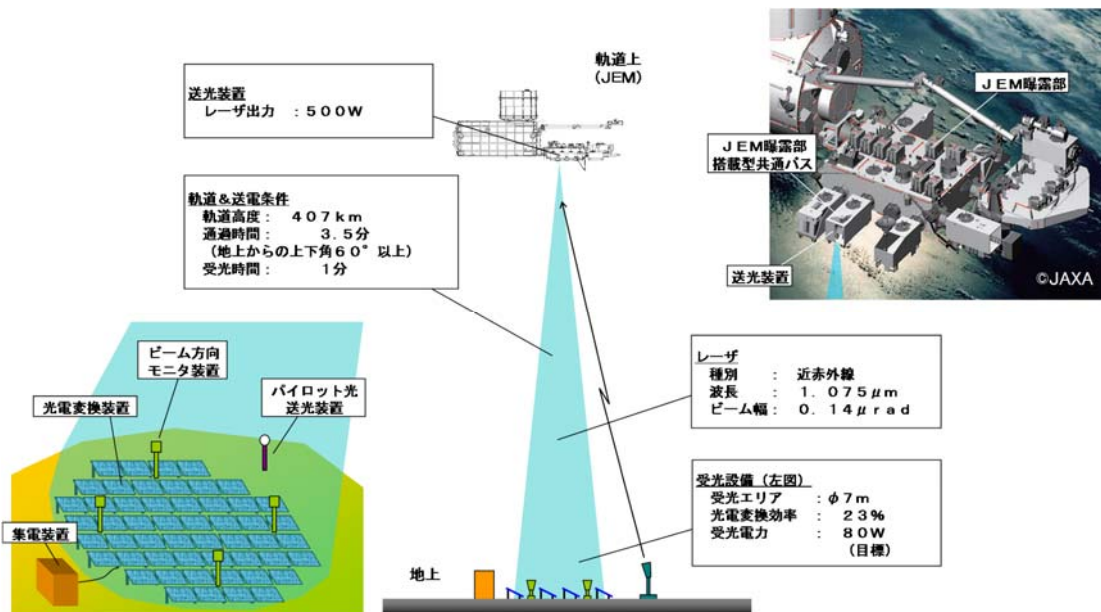 軌道上
(JEM)
送光装置
レーザ出力 ：500W
軌道&送電条件
軌道高度： 407km
通過時間： 3.5分
(地上からの上下角60°以上)
受光時間： 1分
JEM曝露部
JEM曝露部
搭載型共通バス
送光装置
©JAXA
レーザ
種別 ： 近赤外線
波長 ： 1.075μm
ビーム幅： 0.14μrad
受光設備(左図)
受光エリア ：φ7m
光電変換効率 ： 23%
受光電力 ： 80W
(目標)
ビーム方向
モニタ装置
パイロット光
送光装置
光電変換装置
集電装置
地上